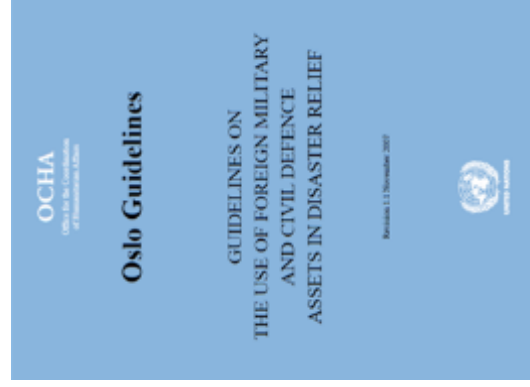 OCHA
Office for the Coordination
of Humanitarian Affairs
Oslo Guidelines
GUIDELINES ON
THE USE OF FOREIGN MILITARY
AND CIVIL DEFENCE
ASSETS IN DISASTER RELIEF
Revision 1.1 November 2007
UNITED NATIONS